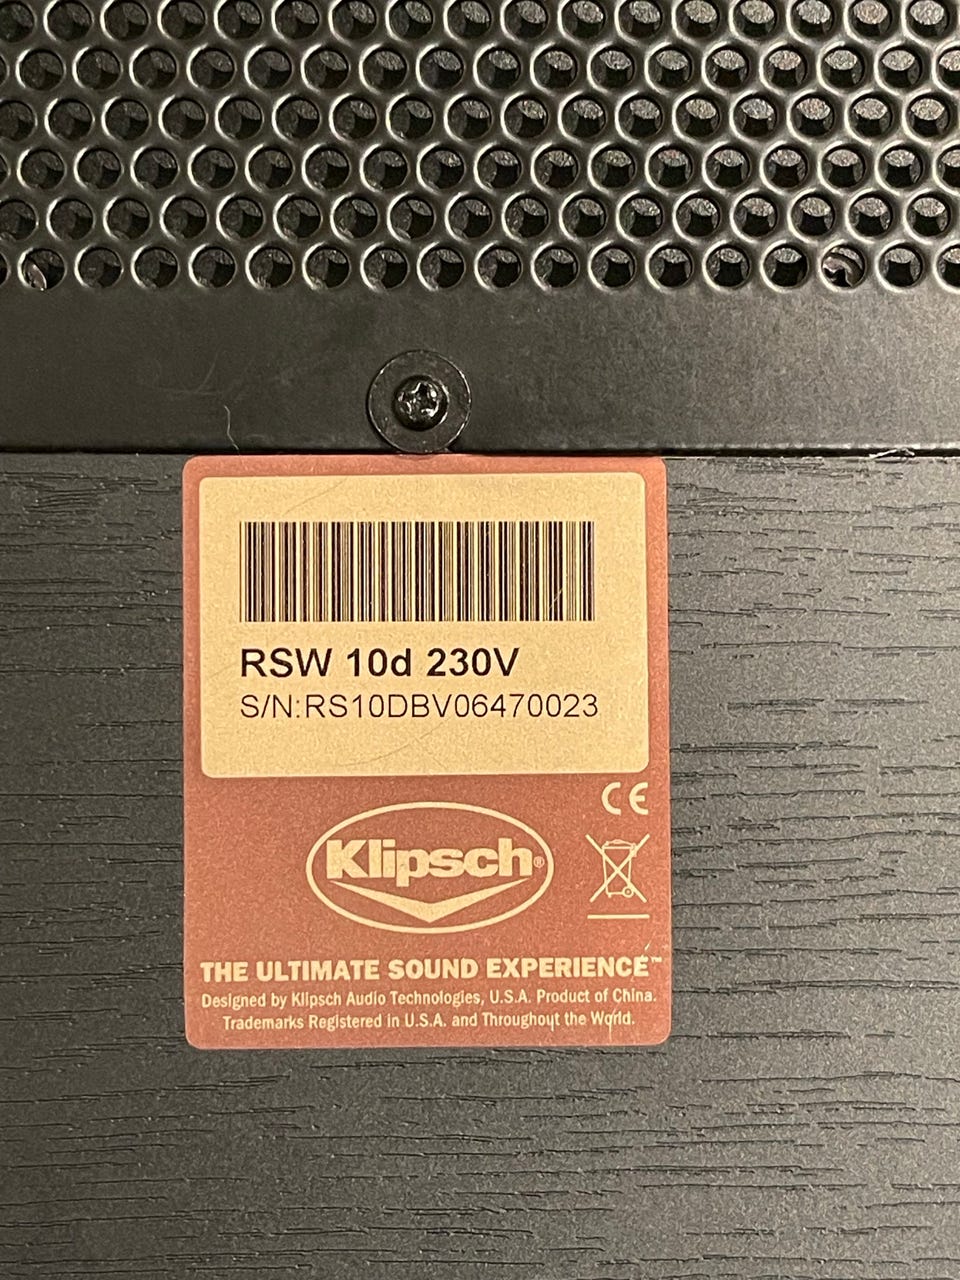 RSW 10d 230V
S/N:RS10DBV06470023
CE
Klipsch®
THE ULTIMATE SOUND EXPERIENCE™
Designed by Klipsch Audio Technologies, U.S.A. Product of China.
Trademarks Registered in U.S.A. and Throughout the World.